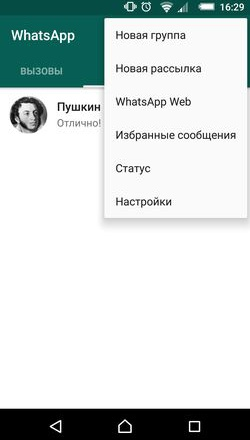 16:29
WhatsApp
Новая группа
Новая рассылка
ВЫЗОВЫ
WhatsApp Web
Пушкин
Отлично!
Избранные сообщения
Статус
Настройки